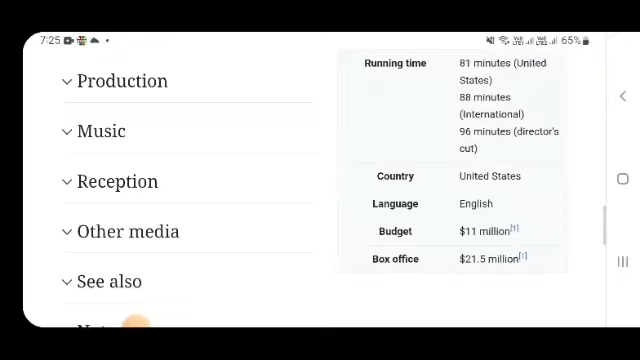 7:25 65%
Production
Music
Reception
Other media
See also
Running time 81 minutes (United
States)
88 minutes
(International)
96 minutes (director's
cut)
Country United States
Language English
Budget $11 million[1]
Box office $21.5 million[1]